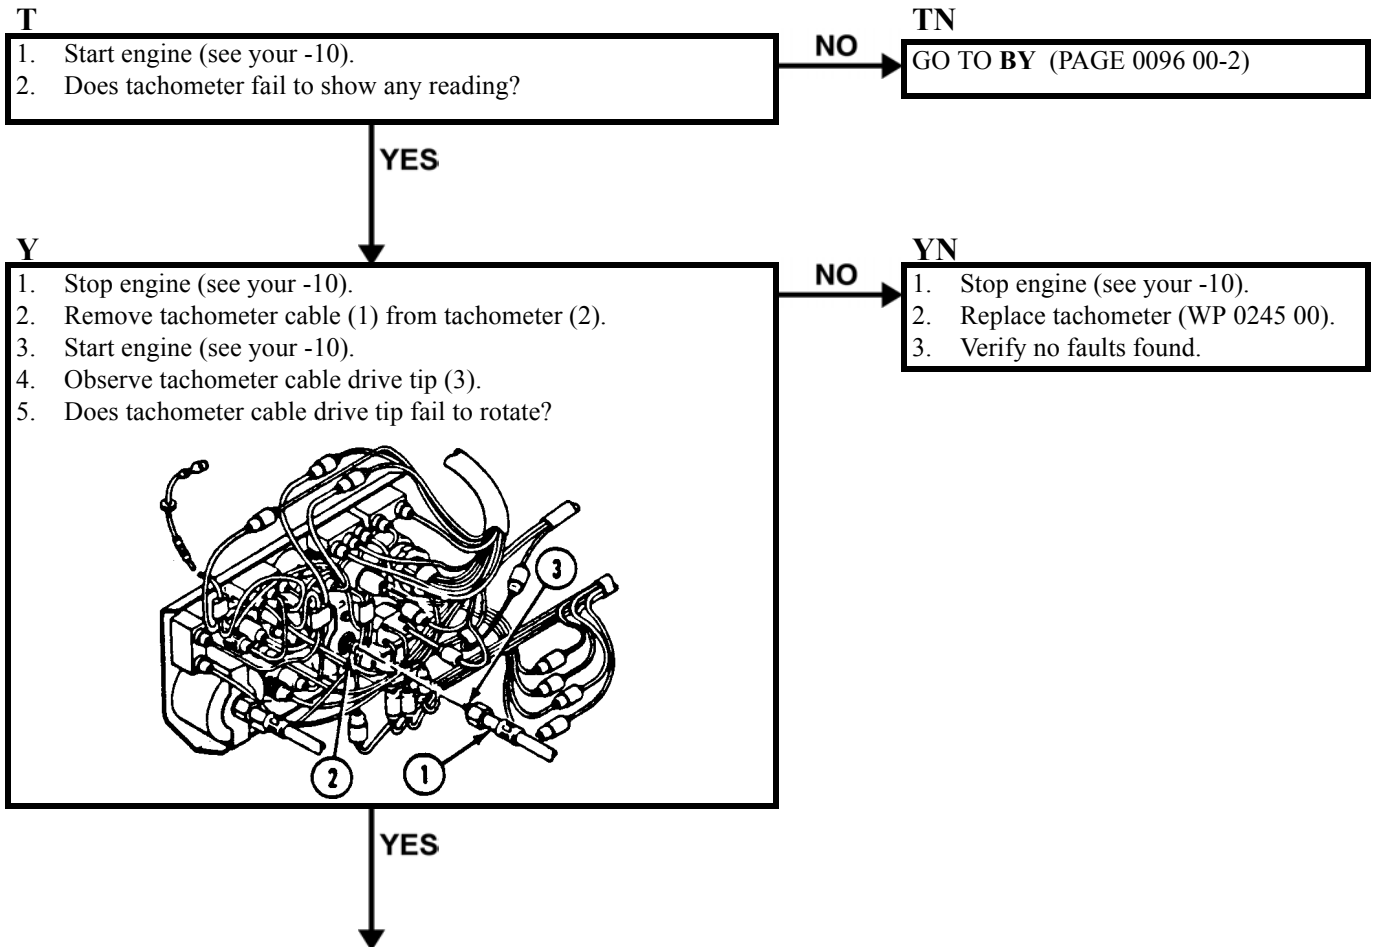 T
1. Start engine (see your -10).
2. Does tachometer fail to show any reading?
NO
TN
GO TO BY (PAGE 0096 00-2)
YES
Y
1. Stop engine (see your -10).
2. Remove tachometer cable (1) from tachometer (2).
3. Start engine (see your -10).
4. Observe tachometer cable drive tip (3).
5. Does tachometer cable drive tip fail to rotate?
NO
YN
1. Stop engine (see your -10).
2. Replace tachometer (WP 0245 00).
3. Verify no faults found.
3
2
1
YES